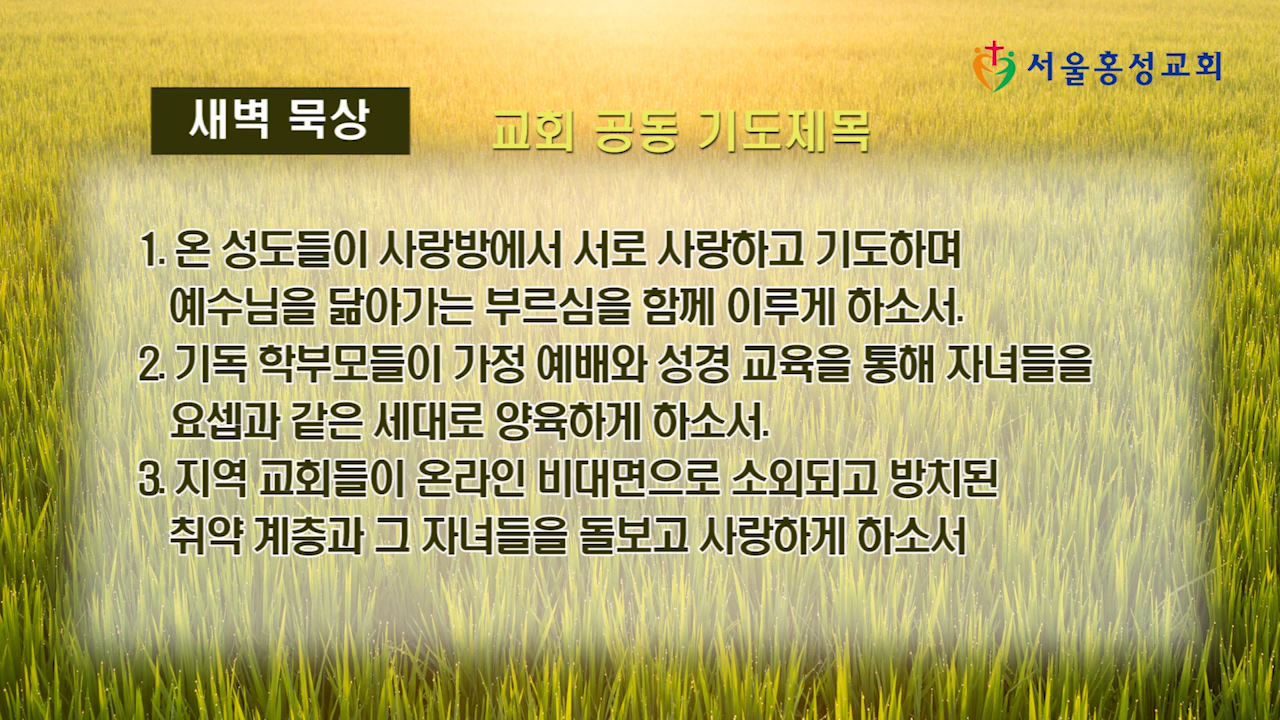 서울홍성교회
새벽 묵상
교회 공동 기도제목
1. 온 성도들이 사랑방에서 서로 사랑하고 기도하며
예수님을 닮아가는 부르심을 함께 이루게 하소서.
2. 기독 학부모들이 가정 예배와 성경 교육을 통해 자녀들을
요셉과 같은 세대로 양육하게 하소서.
3. 지역 교회들이 온라인 비대면으로 소외되고 방치된
취약 계층과 그 자녀들을 돌보고 사랑하게 하소서